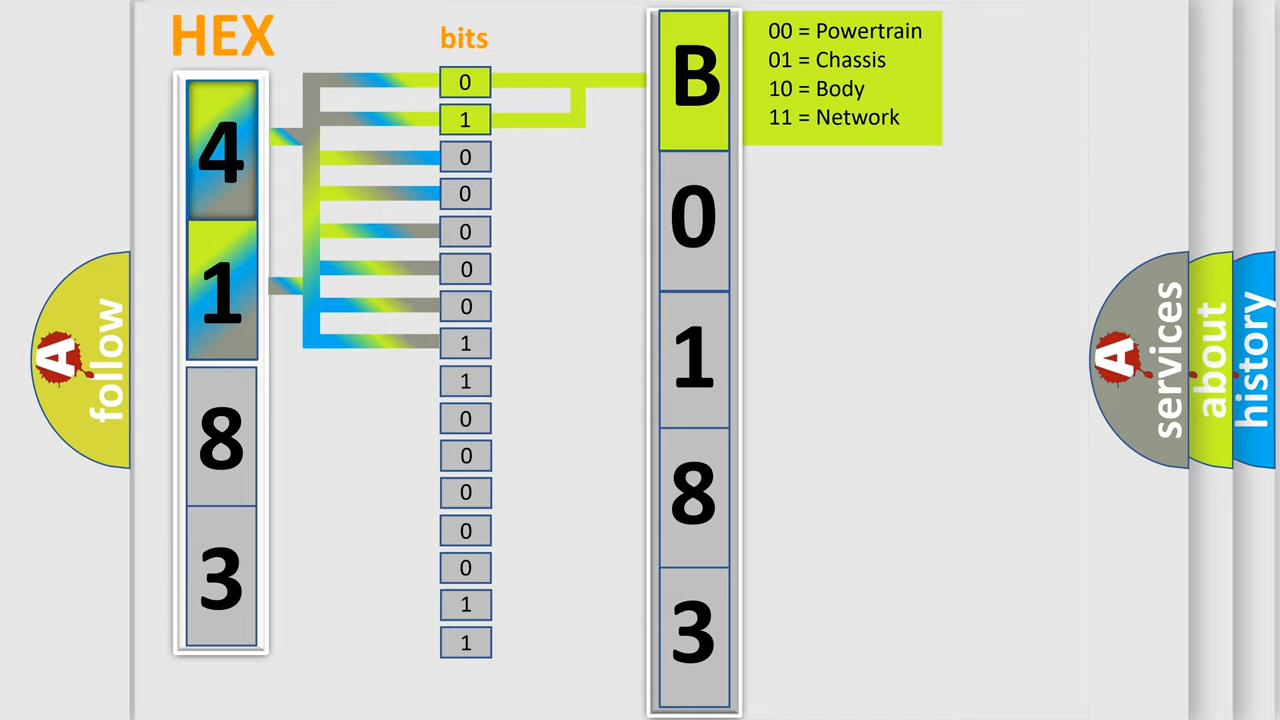 HEX
bits
4
1
8
3
0
1
0
0
0
0
0
1
1
0
0
0
0
0
1
1
B
0
1
8
3
00 = Powertrain
01 = Chassis
10 = Body
11 = Network
A
follow
A
services
about
history